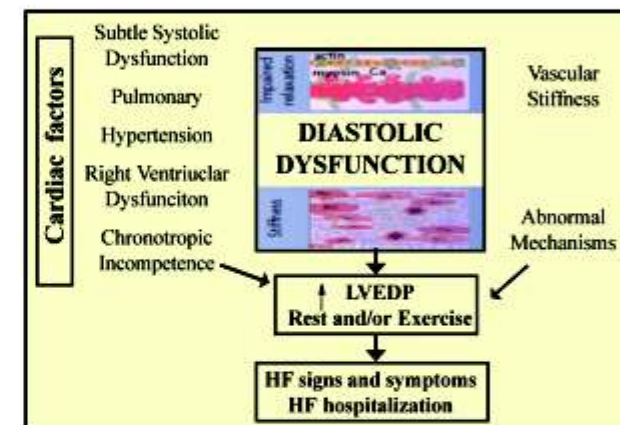 Cardiac factors
Subtle Systolic
Dysfunction
Pulmonary
Hypertension
Right Ventriuclar
Dysfunciton
Chronotropic
Incompetence
Impaired
relaxation
actin
myosin Ca
DIASTOLIC
DYSFUNCTION
Stiffness
Vascular
Stiffness
Abnormal
Mechanisms
↑ LVEDP
Rest and/or Exercise
HF signs and symptoms
HF hospitalization